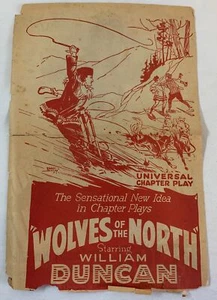 UNIVERSAL
CHAPTER PLAY
The Sensational New Idea
in Chapter Plays
"WOLVES OF THE NORTH"
Starring
WILLIAM
DUNCAN